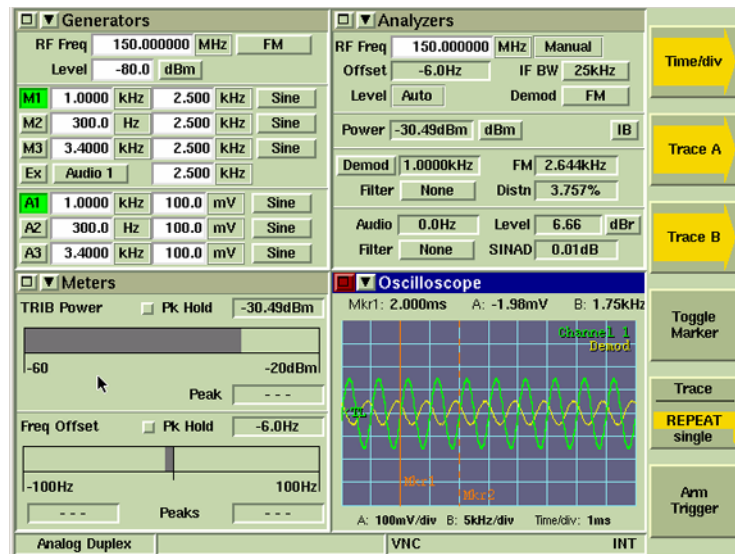 Generators
RF Freq 150.000000 MHz FM
Level -80.0 dBm
M1 1.0000 kHz 2.500 kHz Sine
M2 300.0 Hz 2.500 kHz Sine
M3 3.4000 kHz 2.500 kHz Sine
Ex Audio 1 2.500 kHz
A1 1.0000 kHz 100.0 mV Sine
A2 300.0 Hz 100.0 mV Sine
A3 3.4000 kHz 100.0 mV Sine
Analyzers
RF Freq 150.000000 MHz Manual
Offset -6.0Hz IF BW 25kHz
Level Auto Demod FM
Power -30.49dBm dBm IB
Demod 1.0000kHz FM 2.644kHz
Filter None Distn 3.757%
Audio 0.0Hz Level 6.66 dBr
Filter None SINAD 0.01dB
Meters
TRIB Power Pk Hold -30.49dBm
-60 -20dBm
Peak - - -
Freq Offset Pk Hold -6.0Hz
-100Hz 100Hz
- - - Peaks - - -
Oscilloscope
Mkr1: 2.000ms A: -1.98mV B: 1.75kHz
Channel 1
Demod
TL
Mkr1
Mkr2
A: 100mV/div B: 5kHz/div Time/div: 1ms
Time/div
Trace A
Trace B
Toggle
Marker
Trace
REPEAT
single
Arm
Trigger
Analog Duplex VNC INT